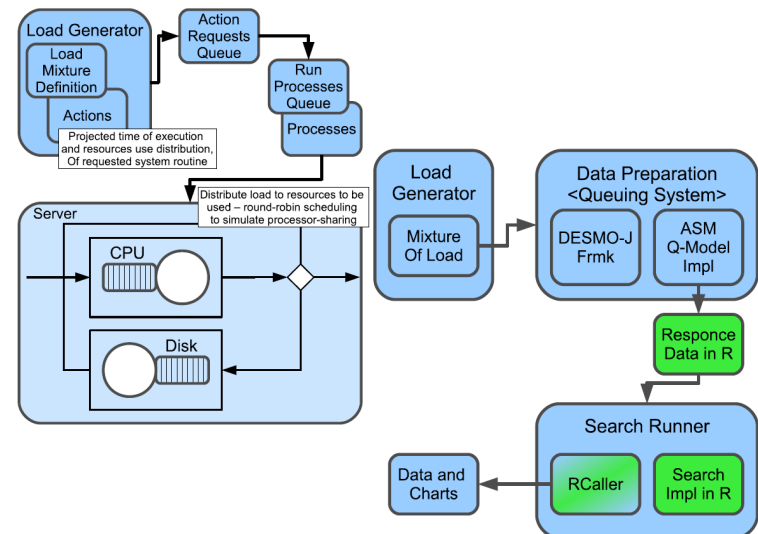 Load Generator
Load
Mixture
Definition
Actions
Projected time of execution
and resources use distribution,
Of requested system routine
Action
Requests
Queue
Run
Processes
Queue
Processes
Distribute load to resources to be
used – round-robin scheduling
to simulate processor-sharing
Server
CPU
Disk
Load
Generator
Mixture
Of Load
Data Preparation
<Queuing System>
DESMO-J
Frmk
ASM
Q-Model
Impl
Responce
Data in R
Search Runner
RCaller
Search
Impl in R
Data and
Charts